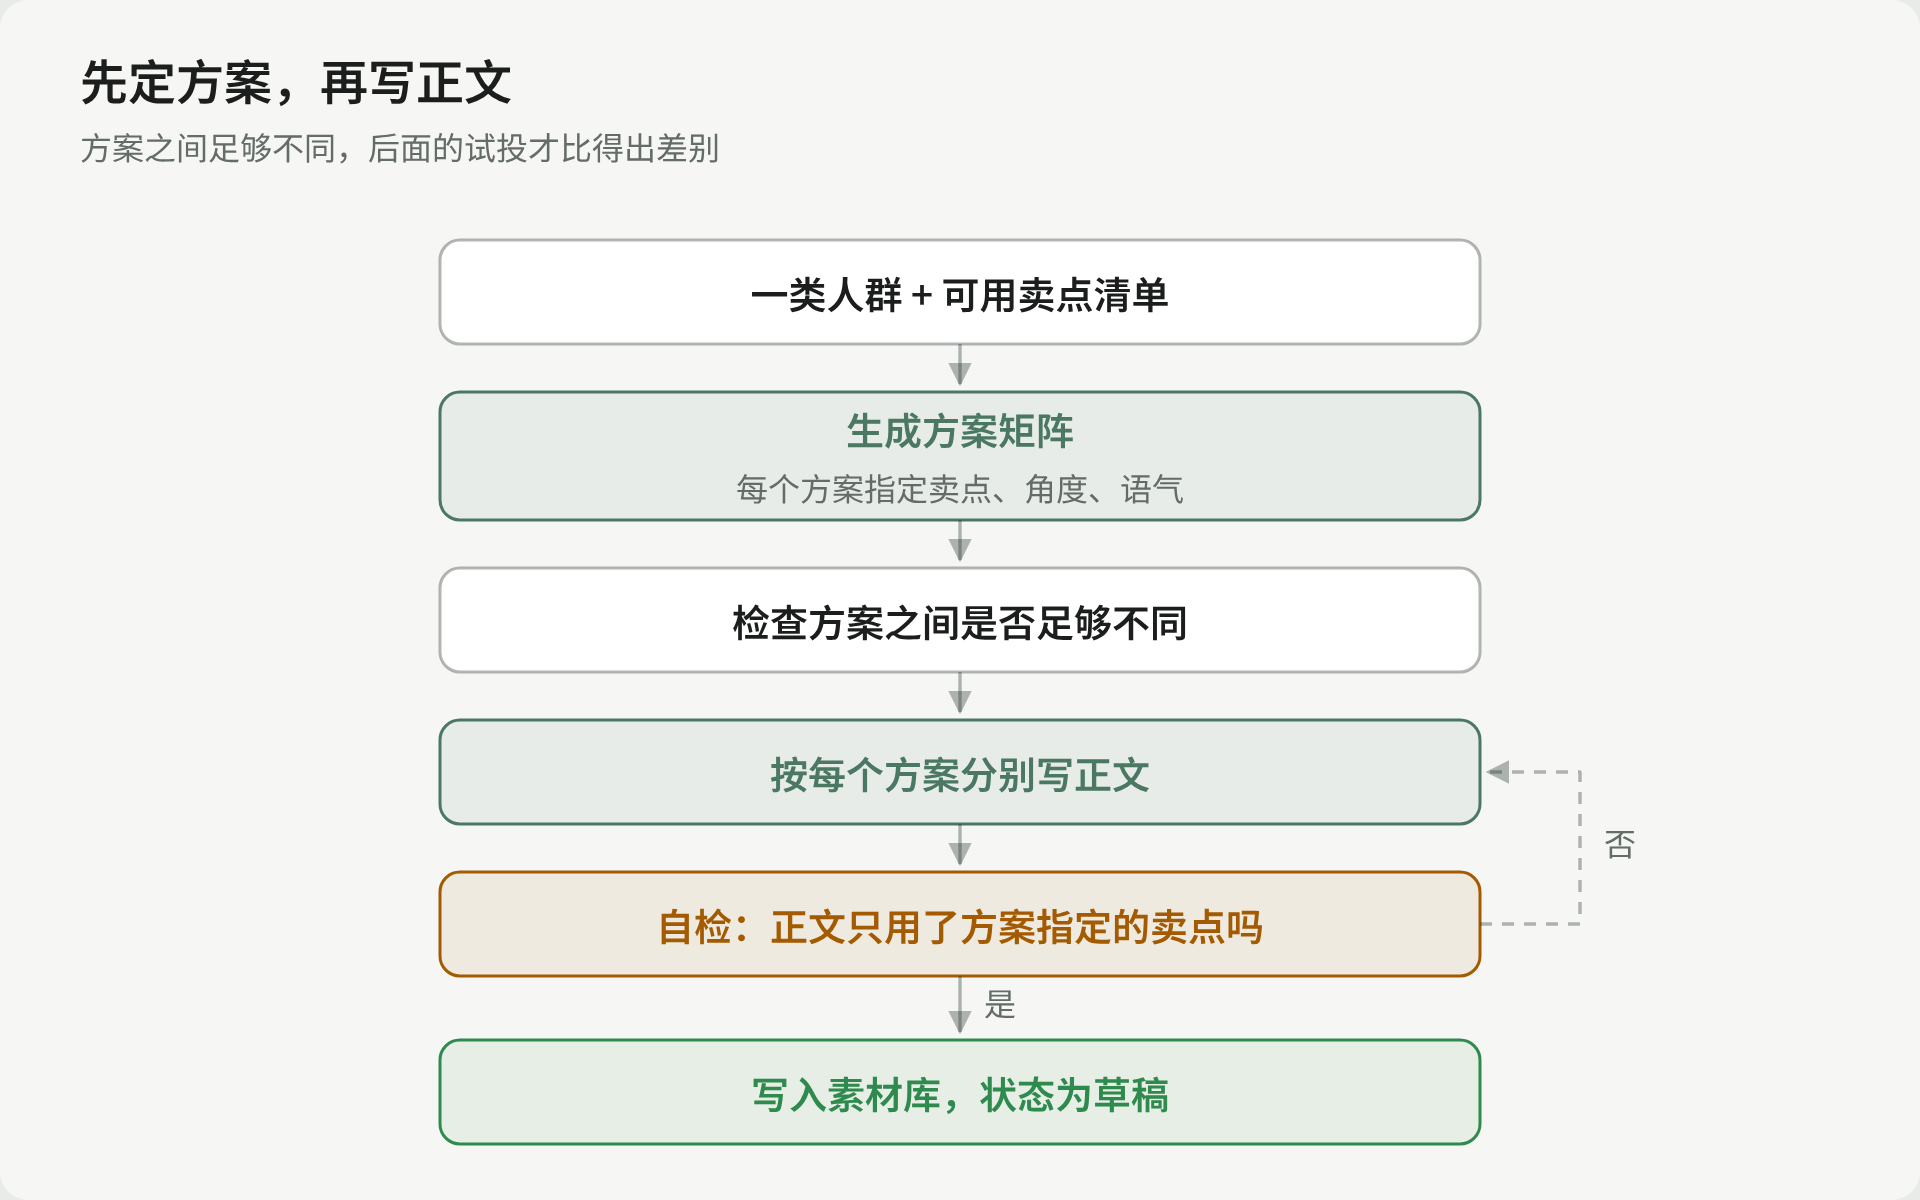 先定方案，再写正文
方案之间足够不同，后面的试投才比得出差别
一类人群 + 可用卖点清单
生成方案矩阵
每个方案指定卖点、角度、语气
检查方案之间是否足够不同
按每个方案分别写正文
否
自检：正文只用了方案指定的卖点吗
是
写入素材库，状态为草稿